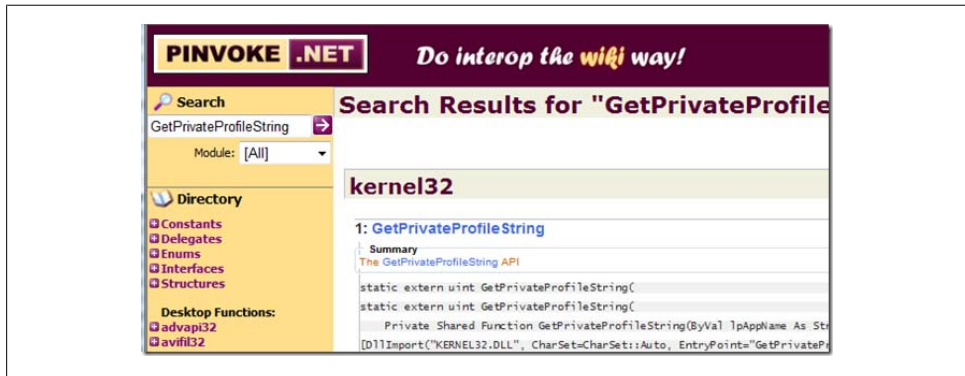 PINVOKE .NET
Do interop the wiki way!
Search
GetPrivateProfileString
Module: [All]
Directory
Constants
Delegates
Enums
Interfaces
Structures
Desktop Functions:
advapi32
avifil32
Search Results for "GetPrivateProfile
kernel32
1: GetPrivateProfileString
Summary
The GetPrivateProfileString API
static extern uint GetPrivateProfileString(
static extern uint GetPrivateProfileString(
Private Shared Function GetPrivateProfileString(ByVal lpAppName As Str
[DllImport("KERNEL32.DLL", CharSet=CharSet::Auto, EntryPoint="GetPrivatePr